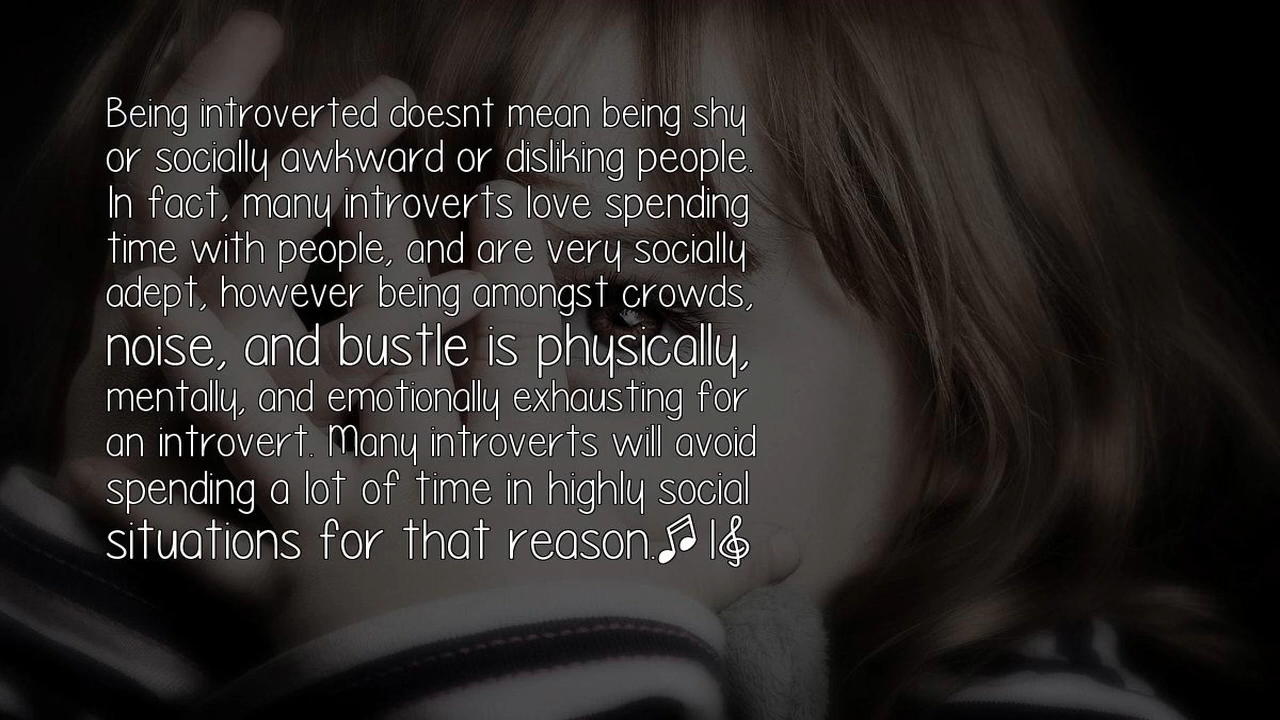 Being introverted doesnt mean being shy
or socially awkward or disliking people.
In fact, many introverts love spending
time with people, and are very socially
adept, however being amongst crowds,
noise, and bustle is physically,
mentally, and emotionally exhausting for
an introvert. Many introverts will avoid
spending a lot of time in highly social
situations for that reason.🎵 |𝄞